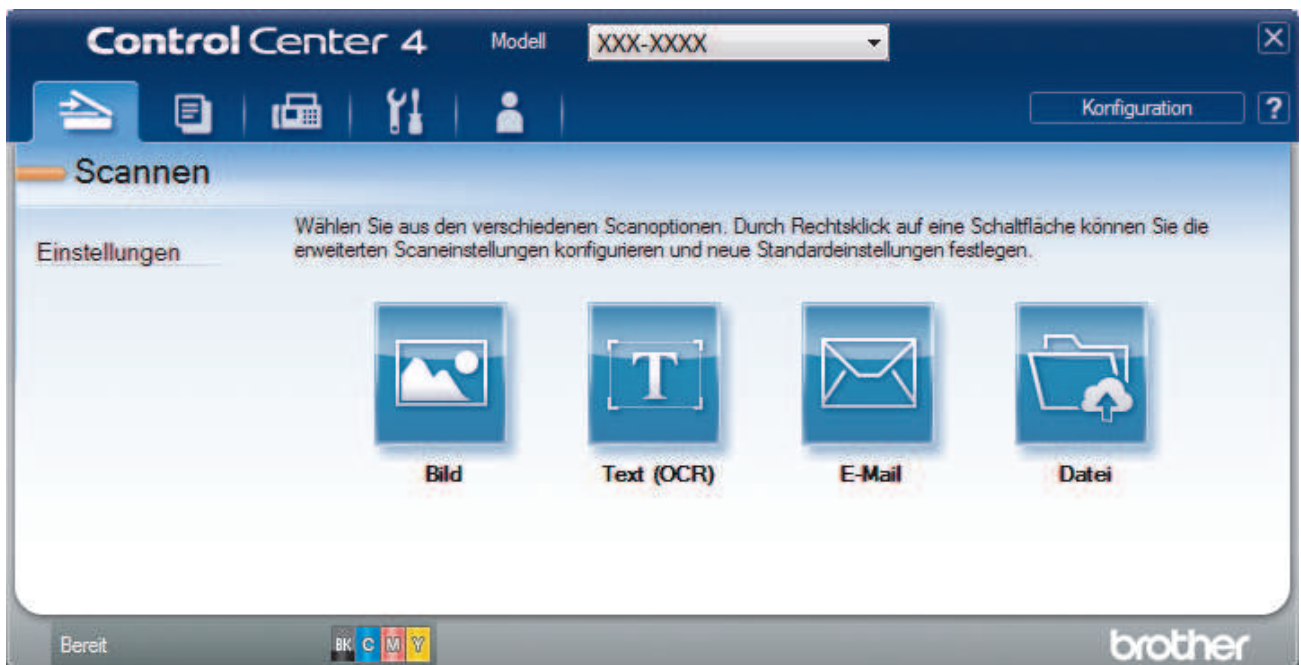 Control Center 4 Modell XXX-XXXX
Konfiguration ?
Scannen
Wählen Sie aus den verschiedenen Scanoptionen. Durch Rechtsklick auf eine Schaltfläche können Sie die
erweiterten Scaneinstellungen konfigurieren und neue Standardeinstellungen festlegen.
Einstellungen
T
Bild Text (OCR) E-Mail Datei
Bereit BK C M Y brother